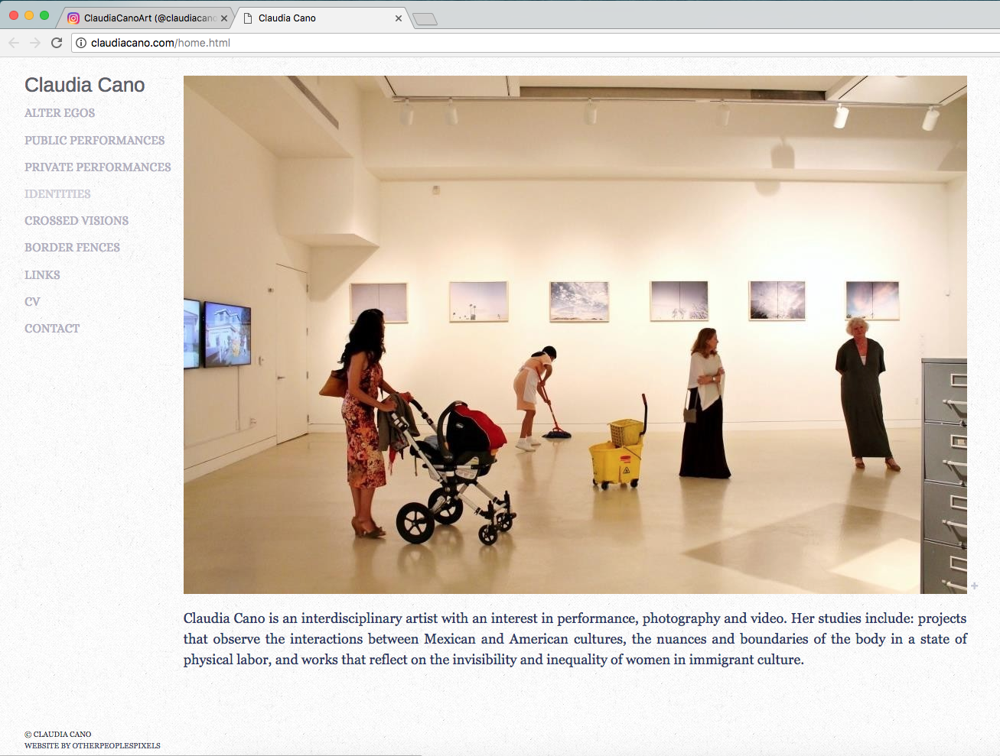 ClaudiaCanoArt (@claudiacano
Claudia Cano
claudiacano.com/home.html
Claudia Cano
ALTER EGOS
PUBLIC PERFORMANCES
PRIVATE PERFORMANCES
IDENTITIES
CROSSED VISIONS
BORDER FENCES
LINKS
CV
CONTACT
Claudia Cano is an interdisciplinary artist with an interest in performance, photography and video. Her studies include: projects
that observe the interactions between Mexican and American cultures, the nuances and boundaries of the body in a state of
physical labor, and works that reflect on the invisibility and inequality of women in immigrant culture.
© CLAUDIA CANO
WEBSITE BY OTHERPEOPLESPIXELS